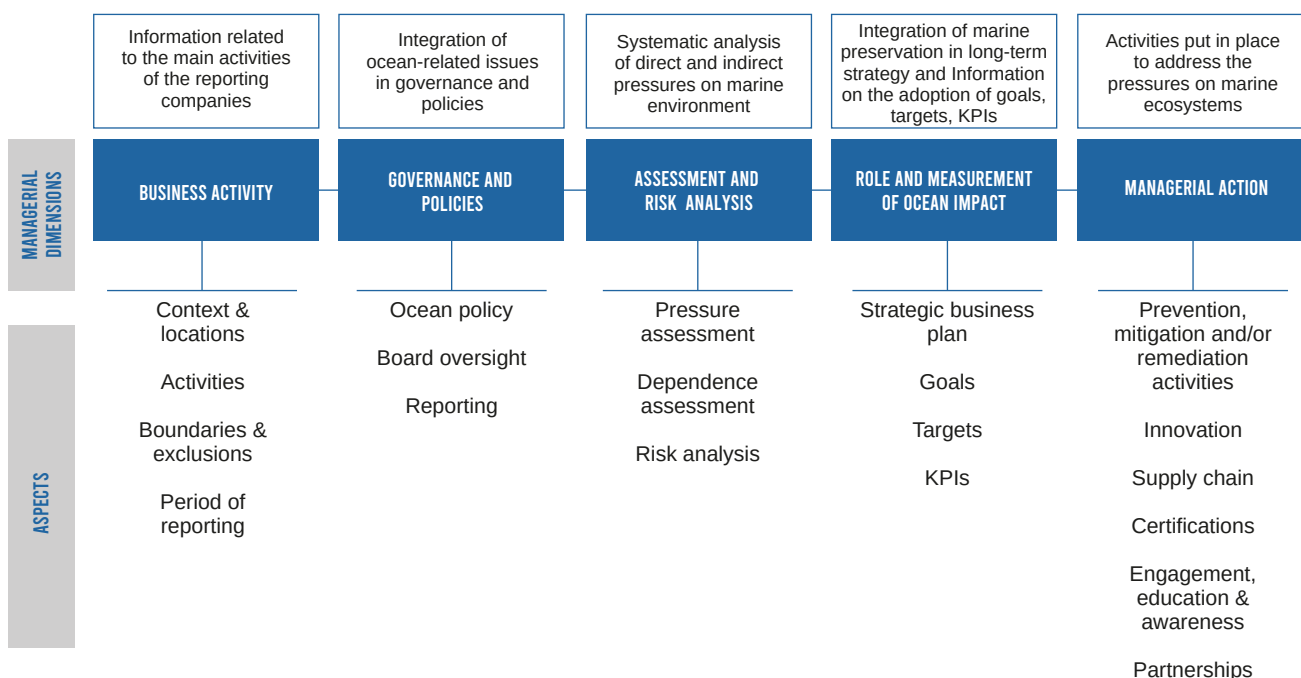 Information related
to the main activities
of the reporting
companies
Integration of
ocean-related issues
in governance and
policies
Systematic analysis
of direct and indirect
pressures on marine
environment
Integration of marine
preservation in long-term
strategy and Information
on the adoption of goals,
targets, KPIs
Activities put in place
to address the
pressures on marine
ecosystems
MANAGERIAL
DIMENSIONS
BUSINESS ACTIVITY
GOVERNANCE AND
POLICIES
ASSESSMENT AND
RISK ANALYSIS
ROLE AND MEASUREMENT
OF OCEAN IMPACT
MANAGERIAL ACTION
ASPECTS
Context &
locations
Activities
Boundaries &
exclusions
Period of
reporting
Ocean policy
Board oversight
Reporting
Pressure
assessment
Dependence
assessment
Risk analysis
Strategic business
plan
Goals
Targets
KPIs
Prevention,
mitigation and/or
remediation
activities
Innovation
Supply chain
Certifications
Engagement,
education &
awareness
Partnerships